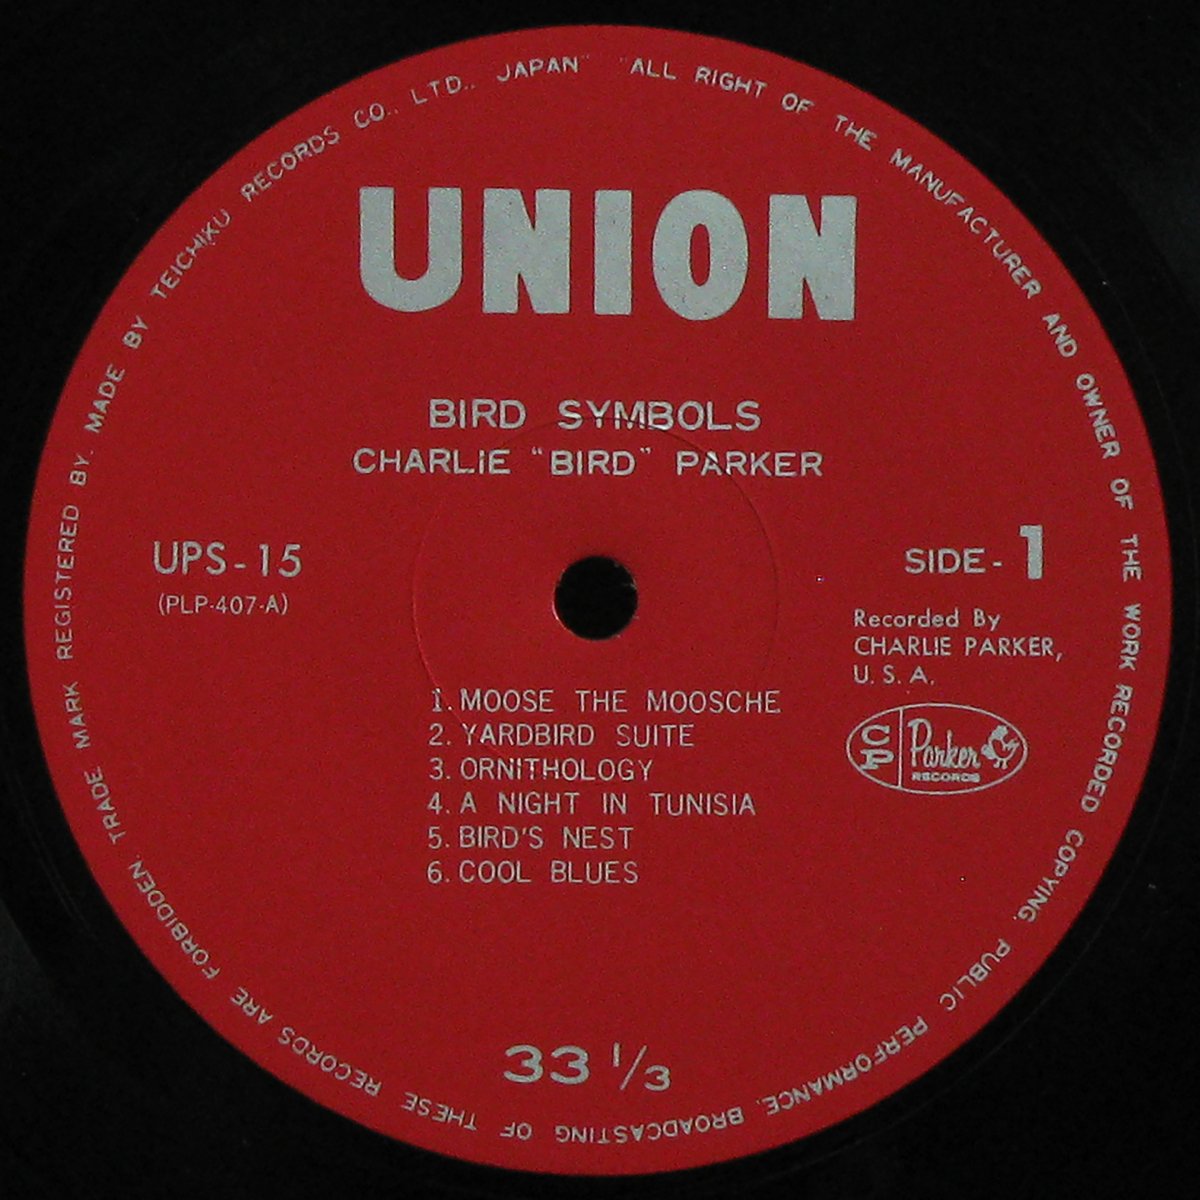 "ALL RIGHT OF THE MANUFACTURER AND OWNER OF THE WORK RECORDED COPYING, PUBLIC PERFORMANCE, BROADCASTING OF THESE RECORDS ARE FORBIDDEN TRADE MARK REGISTERED BY. MADE BY TEICHIKU RECORDS CO., LTD., JAPAN"
UNION
BIRD SYMBOLS
CHARLIE "BIRD" PARKER
UPS-15
(PLP-407-A)
SIDE-1
Recorded By
CHARLIE PARKER,
U. S. A.
CP Parker RECORDS
1. MOOSE THE MOOSCHE
2. YARDBIRD SUITE
3. ORNITHOLOGY
4. A NIGHT IN TUNISIA
5. BIRD'S NEST
6. COOL BLUES
33 1/3